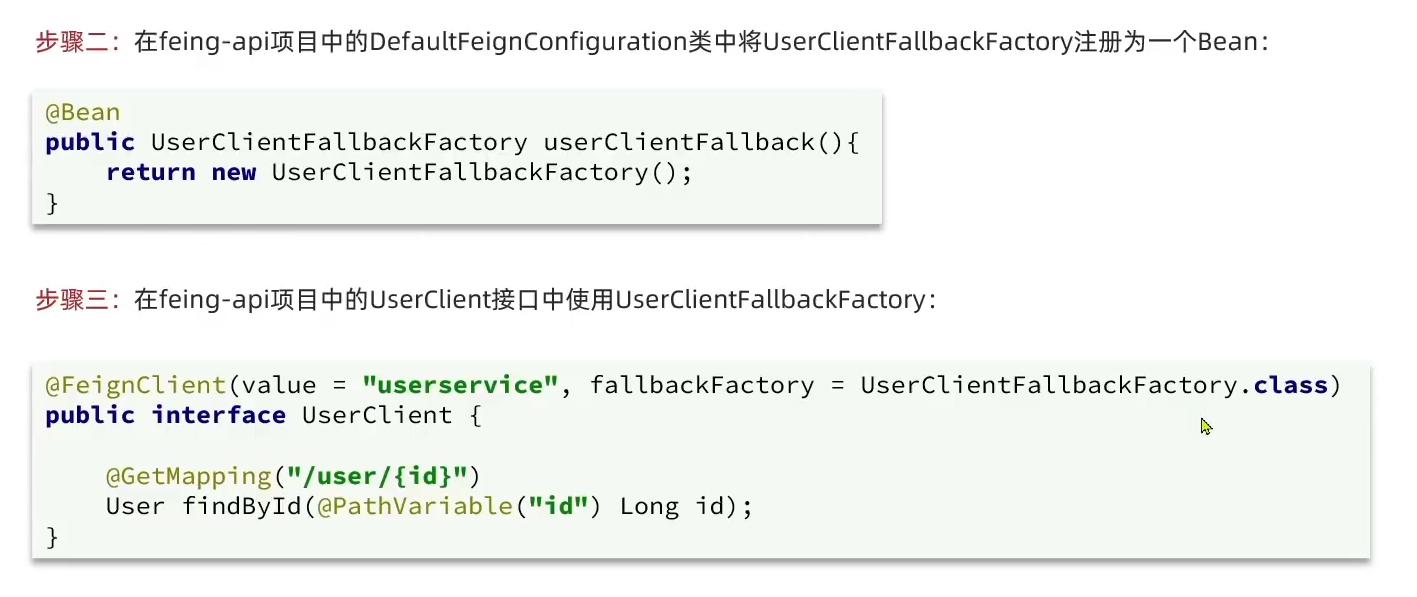 步骤二：在feing-api项目中的DefaultFeignConfiguration类中将UserClientFallbackFactory注册为一个Bean：
@Bean
public UserClientFallbackFactory userClientFallback(){
    return new UserClientFallbackFactory();
}
步骤三：在feing-api项目中的UserClient接口中使用UserClientFallbackFactory：
@FeignClient(value = "userservice", fallbackFactory = UserClientFallbackFactory.class)
public interface UserClient {
    @GetMapping("/user/{id}")
    User findById(@PathVariable("id") Long id);
}